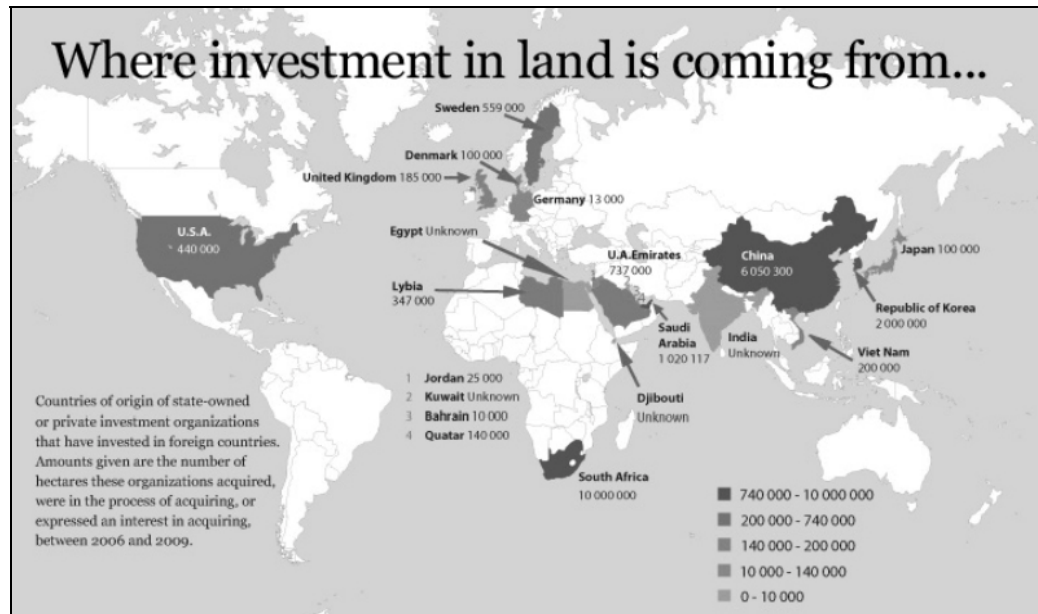 Where investment in land is coming from...
Sweden 559 000
Denmark 100 000
United Kingdom 185 000
Germany 13 000
U.S.A.
440 000
Egypt Unknown
U.A.Emirates
737 000
China
6 050 300
Japan 100 000
Lybia
347 000
2
3
4
Republic of Korea
2 000 000
Saudi
Arabia
1 020 117
India
Unknown
Viet Nam
200 000
1 Jordan 25 000
2 Kuwait Unknown
3 Bahrain 10 000
4 Quatar 140 000
Djibouti
Unknown
Countries of origin of state-owned
or private investment organizations
that have invested in foreign countries.
Amounts given are the number of
hectares these organizations acquired,
were in the process of acquiring, or
expressed an interest in acquiring,
between 2006 and 2009.
South Africa
10 000 000
740 000 - 10 000 000
200 000 - 740 000
140 000 - 200 000
10 000 - 140 000
0 - 10 000